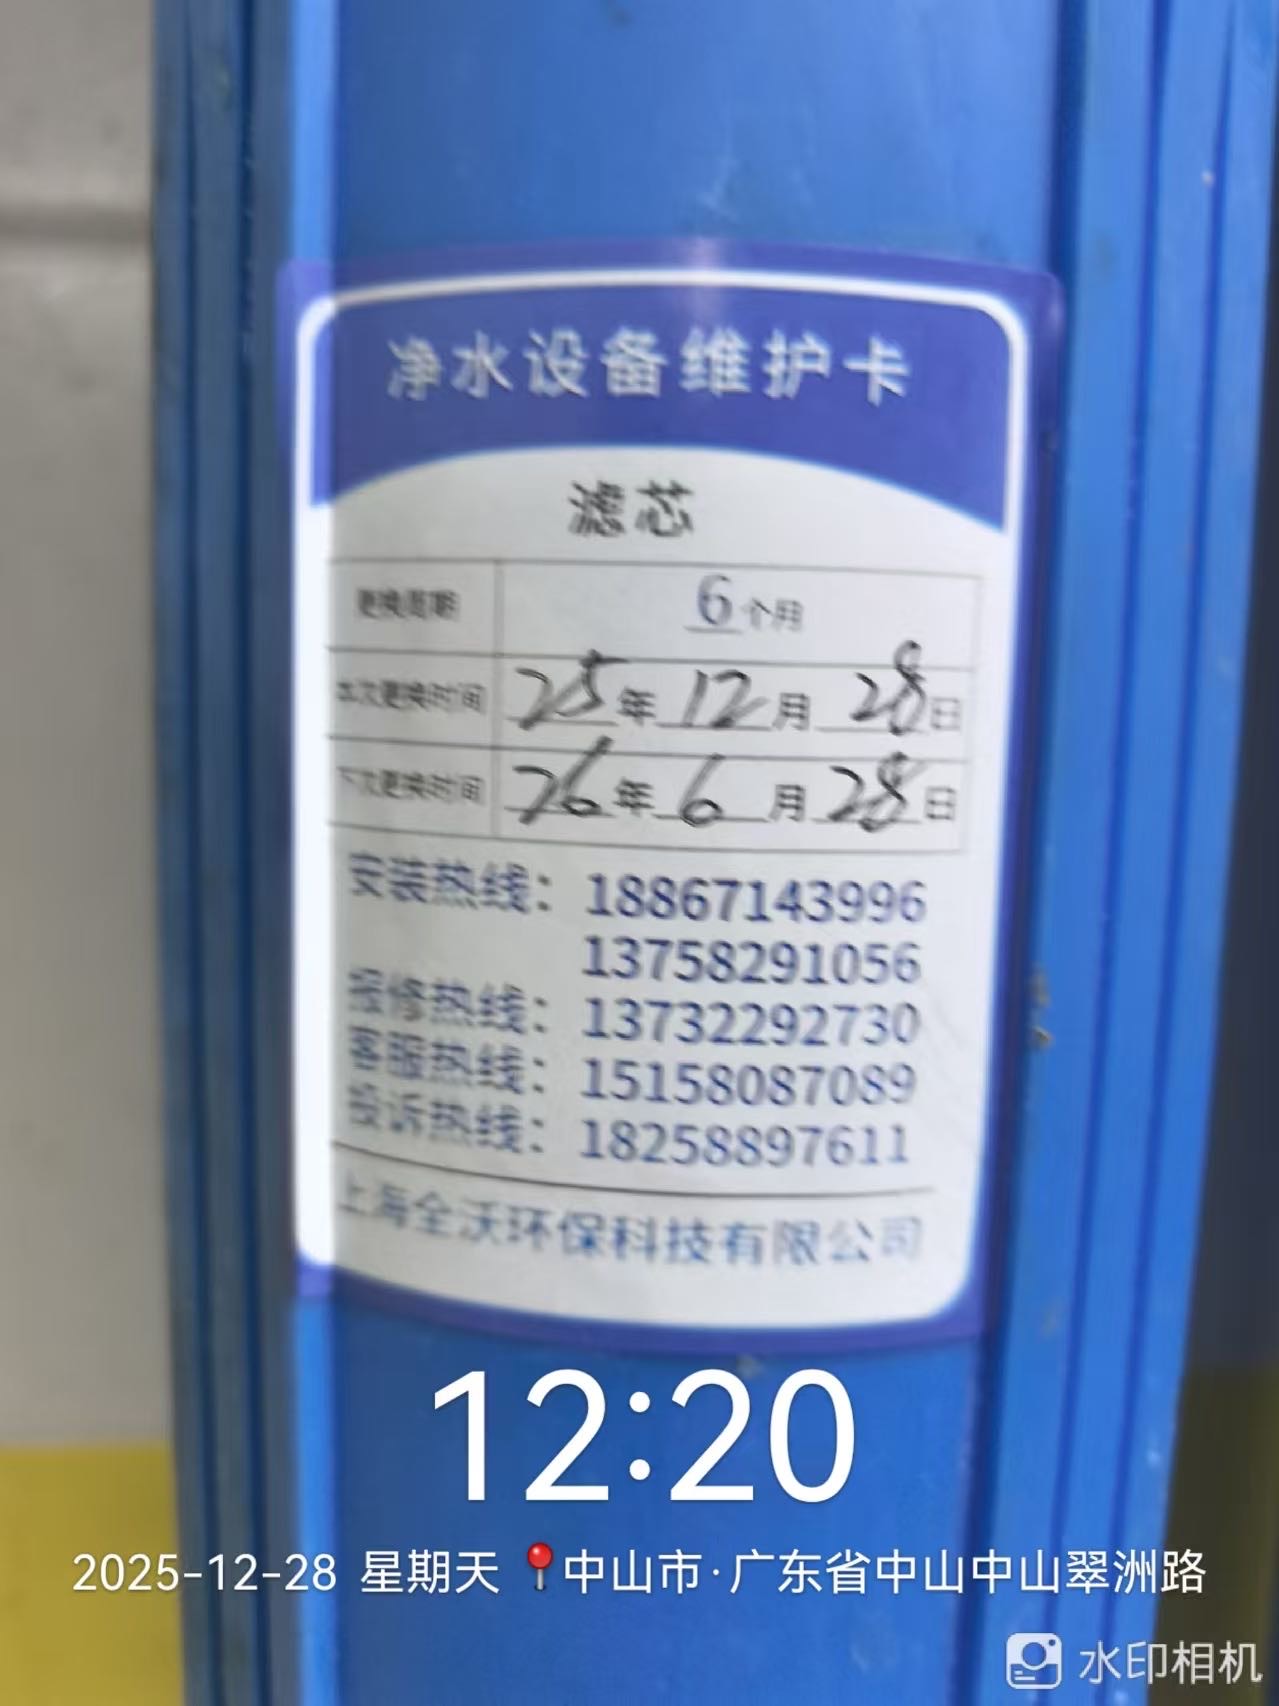 净水设备维护卡
滤芯
更换周期 6个月
本次更换时间 25年12月28日
下次更换时间 26年6月28日
安装热线：18867143996
13758291056
报修热线：13732292730
客服热线：15158087089
投诉热线：18258897611
上海全沃环保科技有限公司
12:20
2025-12-28 星期天 📍中山市·广东省中山中山翠洲路
水印相机